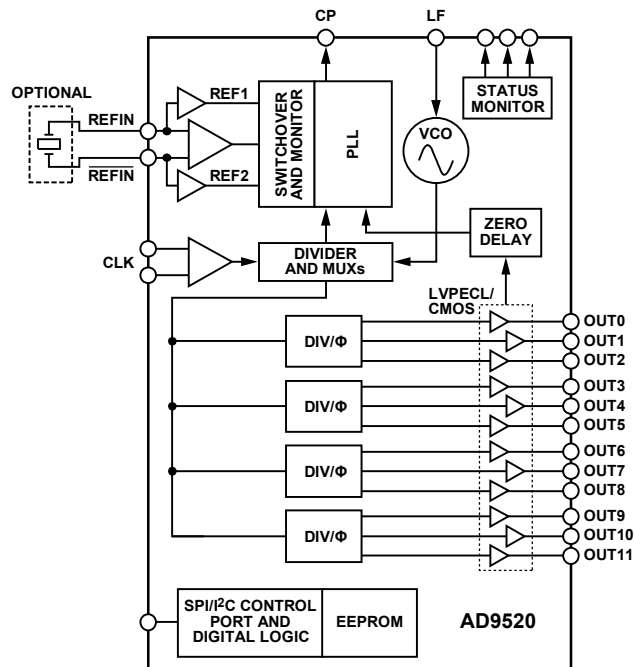 CP
LF
OPTIONAL
REFIN
REFIN
REF1
REF2
SWITCHOVER
AND MONITOR
PLL
VCO
STATUS
MONITOR
ZERO
DELAY
CLK
DIVIDER
AND MUXs
LVPECL/
CMOS
DIV/Φ
OUT0
OUT1
OUT2
DIV/Φ
OUT3
OUT4
OUT5
DIV/Φ
OUT6
OUT7
OUT8
DIV/Φ
OUT9
OUT10
OUT11
SPI/I²C CONTROL
PORT AND
DIGITAL LOGIC
EEPROM
AD9520